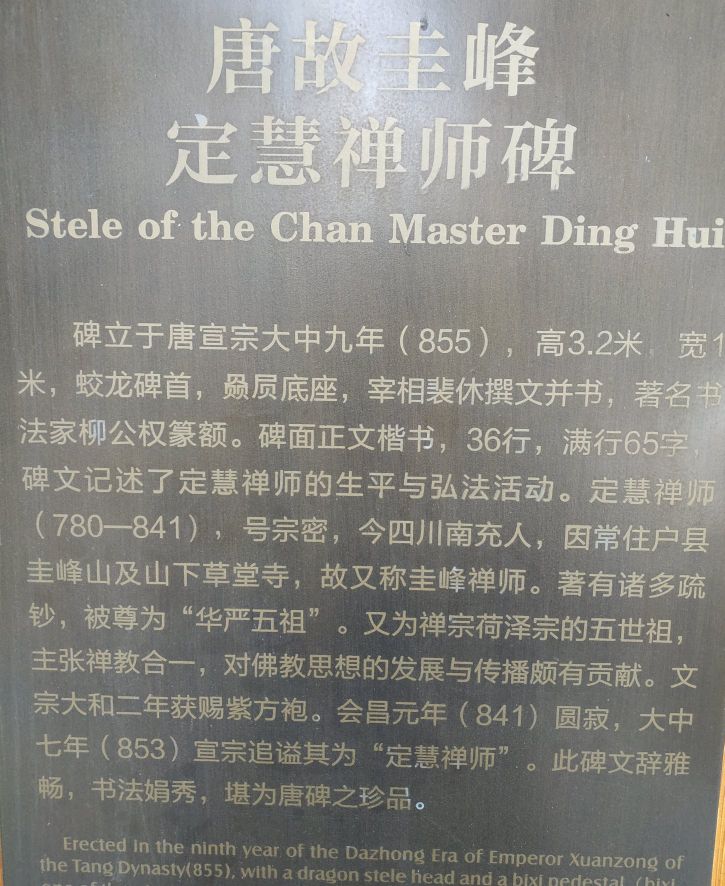 唐故圭峰
定慧禅师碑
Stele of the Chan Master Ding Hui
碑立于唐宣宗大中九年（855），高3.2米 宽1
米，蛟龙碑首，赑屃底座，宰相裴休撰文并书，著名书
法家柳公权篆额。碑面正文楷书，36行，满行65字，
碑文记述了定慧禅师的生平与弘法活动。定慧禅师
（780—841），号宗密，今四川南充人，因常住户县
圭峰山及山下草堂寺，故又称圭峰禅师。著有诸多疏
钞，被尊为“华严五祖”。又为禅宗荷泽宗的五世祖，
主张禅教合一，对佛教思想的发展与传播颇有贡献。文
宗大和二年获赐紫方袍。会昌元年（841）圆寂，大中
七年（853）宣宗追谥其为“定慧禅师”。此碑文辞雅
畅，书法娟秀，堪为唐碑之珍品。
Erected in the ninth year of the Dazhong Era of Emperor Xuanzong of
the Tang Dynasty(855), with a dragon stele head and a bixi pedestal (bixi